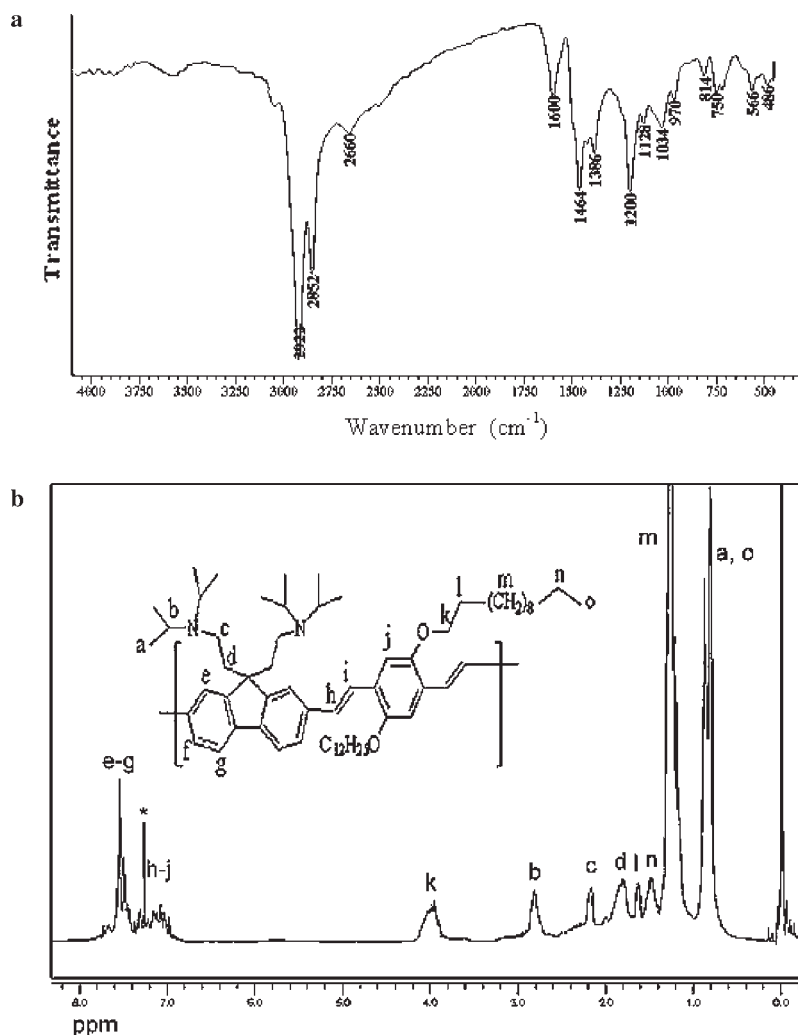 a
Transmittance
2923
2852
2660
1600
1464
1386
1200
1128
1034
970
814
750
566
486
4000 3750 3500 3250 3000 2750 2500 2250 2000 1750 1500 1250 1000 750 500
Wavenumber (cm-1)
b
m
a, o
b
a
N
c
d
N
l
m
(CH2)8
n
o
k
O
j
e
i
h
f
g
C12H25O
e-g
*
h-j
k
b
c
d
l
n
8.0 7.0 6.0 5.0 4.0 3.0 2.0 1.0 0.0
ppm